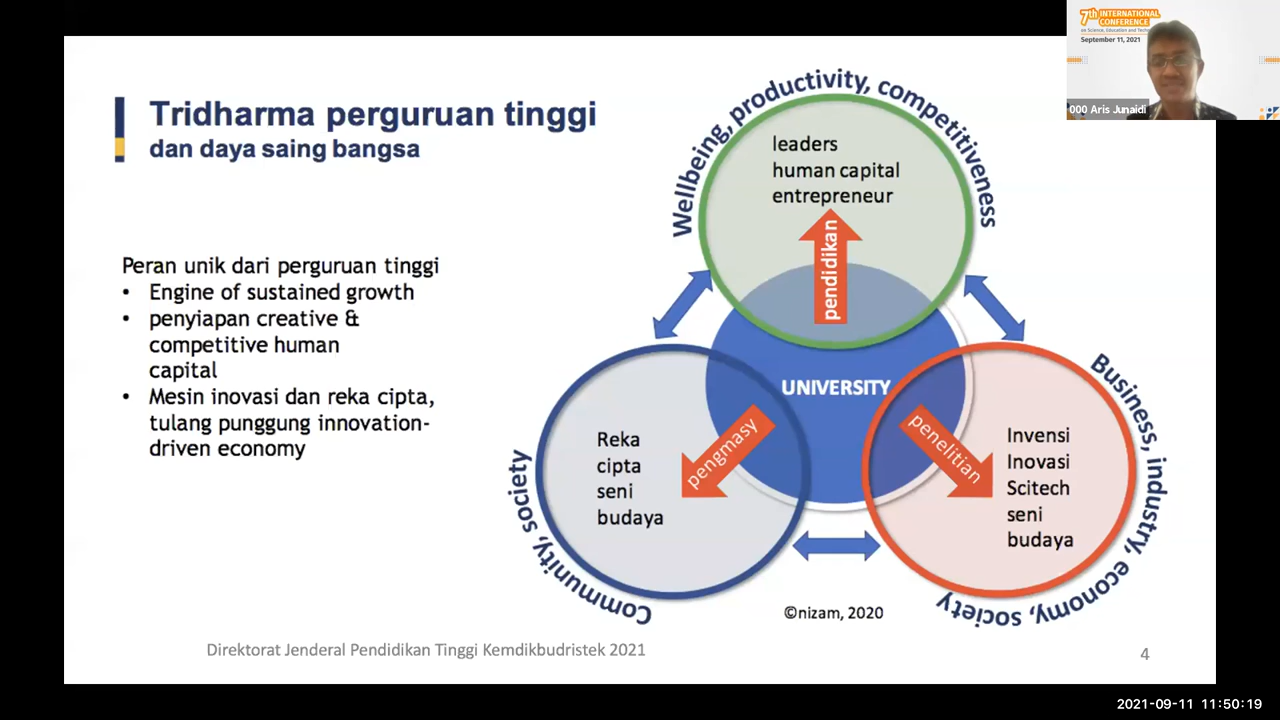 7th INTERNATIONAL
CONFERENCE
on Science, Education and
September 11, 2021
000 Aris Junaidi
Tridharma perguruan tinggi
dan daya saing bangsa
Peran unik dari perguruan tinggi
• Engine of sustained growth
• penyiapan creative &
competitive human
capital
• Mesin inovasi dan reka cipta,
tulang punggung innovation-
driven economy
Wellbeing, productivity, competitiveness
leaders
human capital
entrepreneur
pendidikan
UNIVERSITY
pengmasy
penelitian
Reka
cipta
seni
budaya
Community, society
Invensi
Inovasi
Scitech
seni
budaya
Business, industry, economy, society
©nizam, 2020
Direktorat Jenderal Pendidikan Tinggi Kemdikbudristek 2021
4
2021-09-11 11:50:19